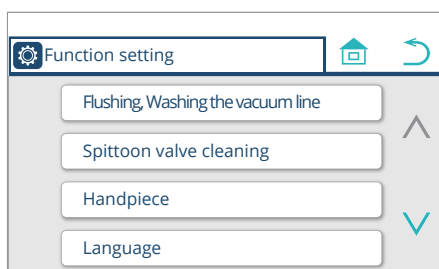 Function setting
Flushing, Washing the vacuum line
Spittoon valve cleaning
Handpiece
Language